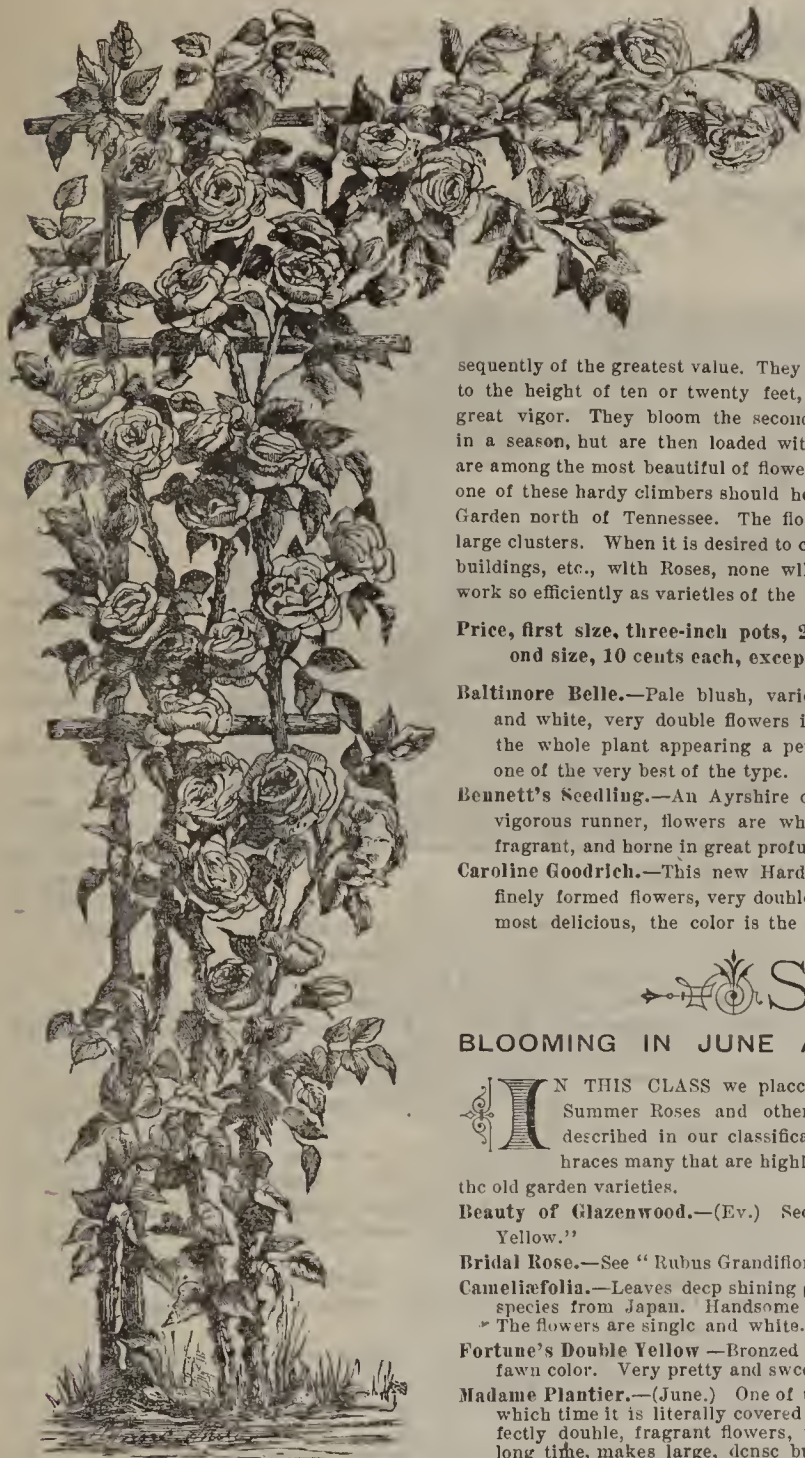 sequently of the greatest value. They
to the height of ten or twenty feet,
great vigor. They bloom the second
in a season, but are then loaded wit
are among the most beautiful of flowe
one of these hardy climbers should be
Garden north of Tennessee. The flo
large clusters. When it is desired to c
buildings, etc., with Roses, none wil
work so efficiently as varieties of the
Price, first size, three-inch pots, 2
ond size, 10 cents each, excep
Baltimore Belle.—Pale blush, varie
and white, very double flowers i
the whole plant appearing a pe
one of the very best of the type.
Bennett's Seedling.—An Ayrshire c
vigorous runner, flowers are wh
fragrant, and borne in great profu
Caroline Goodrich.—This new Hard
finely formed flowers, very double
most delicious, the color is the
S
BLOOMING IN JUNE A
IN THIS CLASS we place
Summer Roses and other
described in our classifica
braces many that are highl
the old garden varieties.
Beauty of Glazenwood.—(Ev.) See
Yellow."
Bridal Rose.—See "Rubus Grandiflor
Cameliæfolia.—Leaves deep shining g
species from Japan. Handsome
The flowers are single and white.
Fortune's Double Yellow—Bronzed
fawn color. Very pretty and swee
Madame Plantier.—(June.) One of t
which time it is literally covered
fectly double, fragrant flowers,
long time, makes large, dense bu